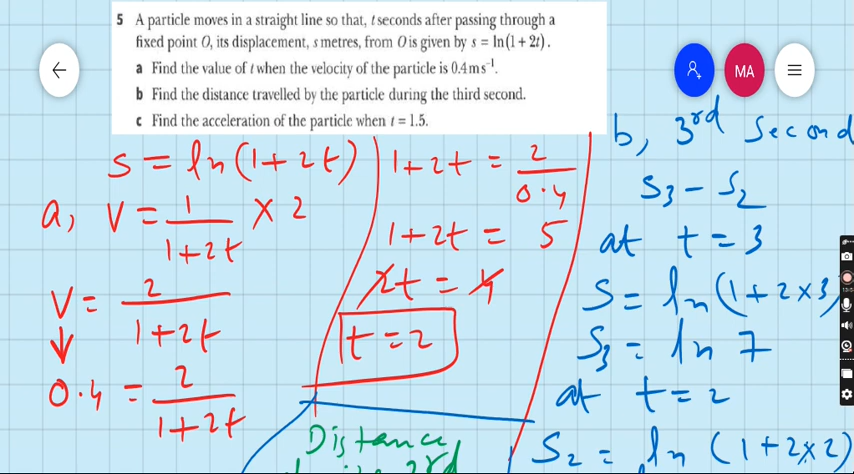 5 A particle moves in a straight line so that, t seconds after passing through a
fixed point O, its displacement, s metres, from O is given by s = ln(1 + 2t).
a Find the value of t when the velocity of the particle is 0.4 ms⁻¹.
b Find the distance travelled by the particle during the third second.
c Find the acceleration of the particle when t = 1.5.
MA
s = ln(1+2t)
a, v = 1/(1+2t) × 2
v = 2/(1+2t)
0.4 = 2/(1+2t)
1+2t = 2/0.4
1+2t = 5
2t = 4
t = 2
Distance
b, 3rd second
S₃ - S₂
at t = 3
S = ln(1+2×3)
S₃ = ln 7
at t = 2
S₂ = ln (1+2×2)